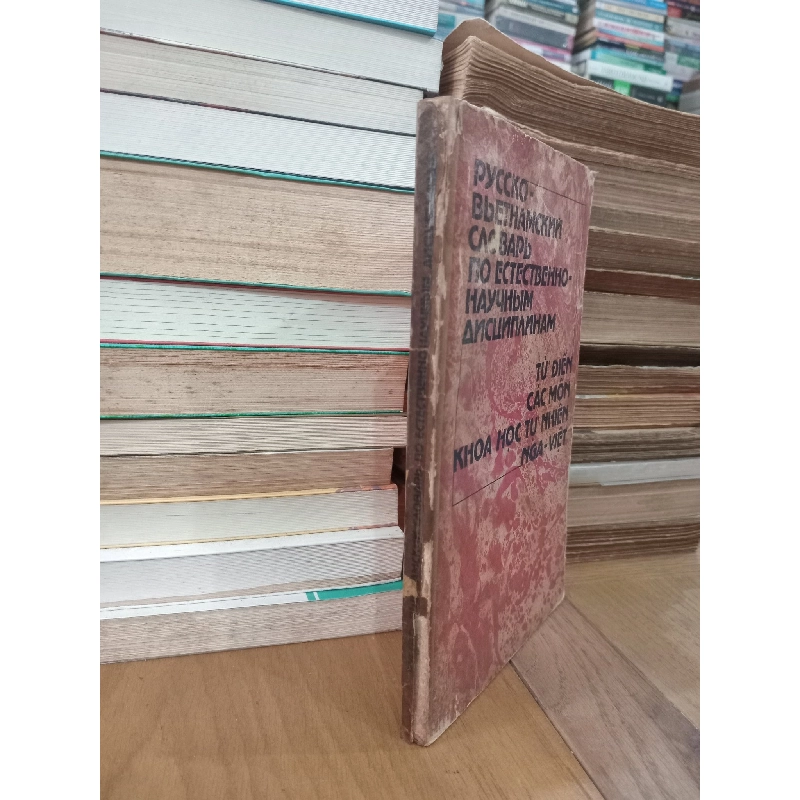 РУССКО-
ВЬЕТНАМСКИЙ
СЛОВАРЬ
ПО ЕСТЕСТВЕННО-
НАУЧНЫМ
ДИСЦИПЛИНАМ
TỪ ĐIỂN
CÁC MÔN
KHOA HỌC TỰ NHIÊN
NGA-VIỆT